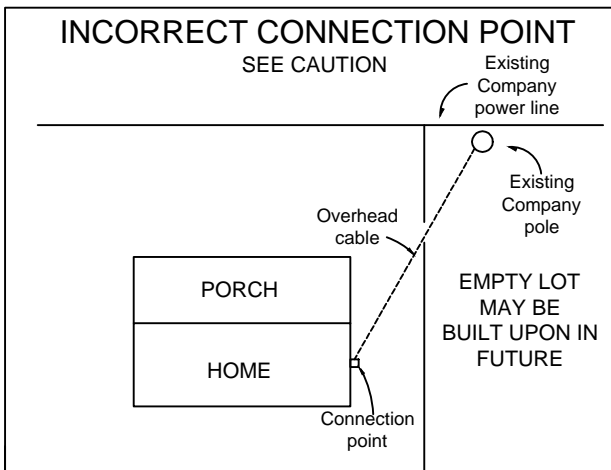 INCORRECT CONNECTION POINT
SEE CAUTION
Existing
Company
power line
Existing
Company
pole
Overhead
cable
PORCH
HOME
EMPTY LOT
MAY BE
BUILT UPON IN
FUTURE
Connection
point